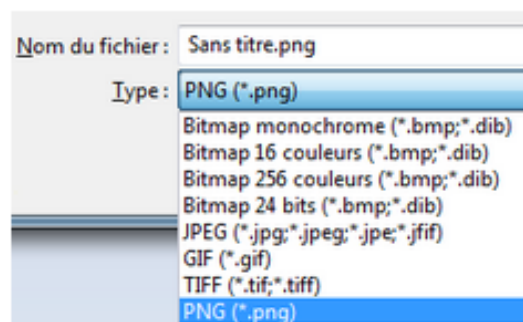 Nom du fichier : Sans titre.png
Type : PNG (*.png)
Bitmap monochrome (*.bmp;*.dib)
Bitmap 16 couleurs (*.bmp;*.dib)
Bitmap 256 couleurs (*.bmp;*.dib)
Bitmap 24 bits (*.bmp;*.dib)
JPEG (*.jpg;*.jpeg;*.jpe;*.jfif)
GIF (*.gif)
TIFF (*.tif;*.tiff)
PNG (*.png)